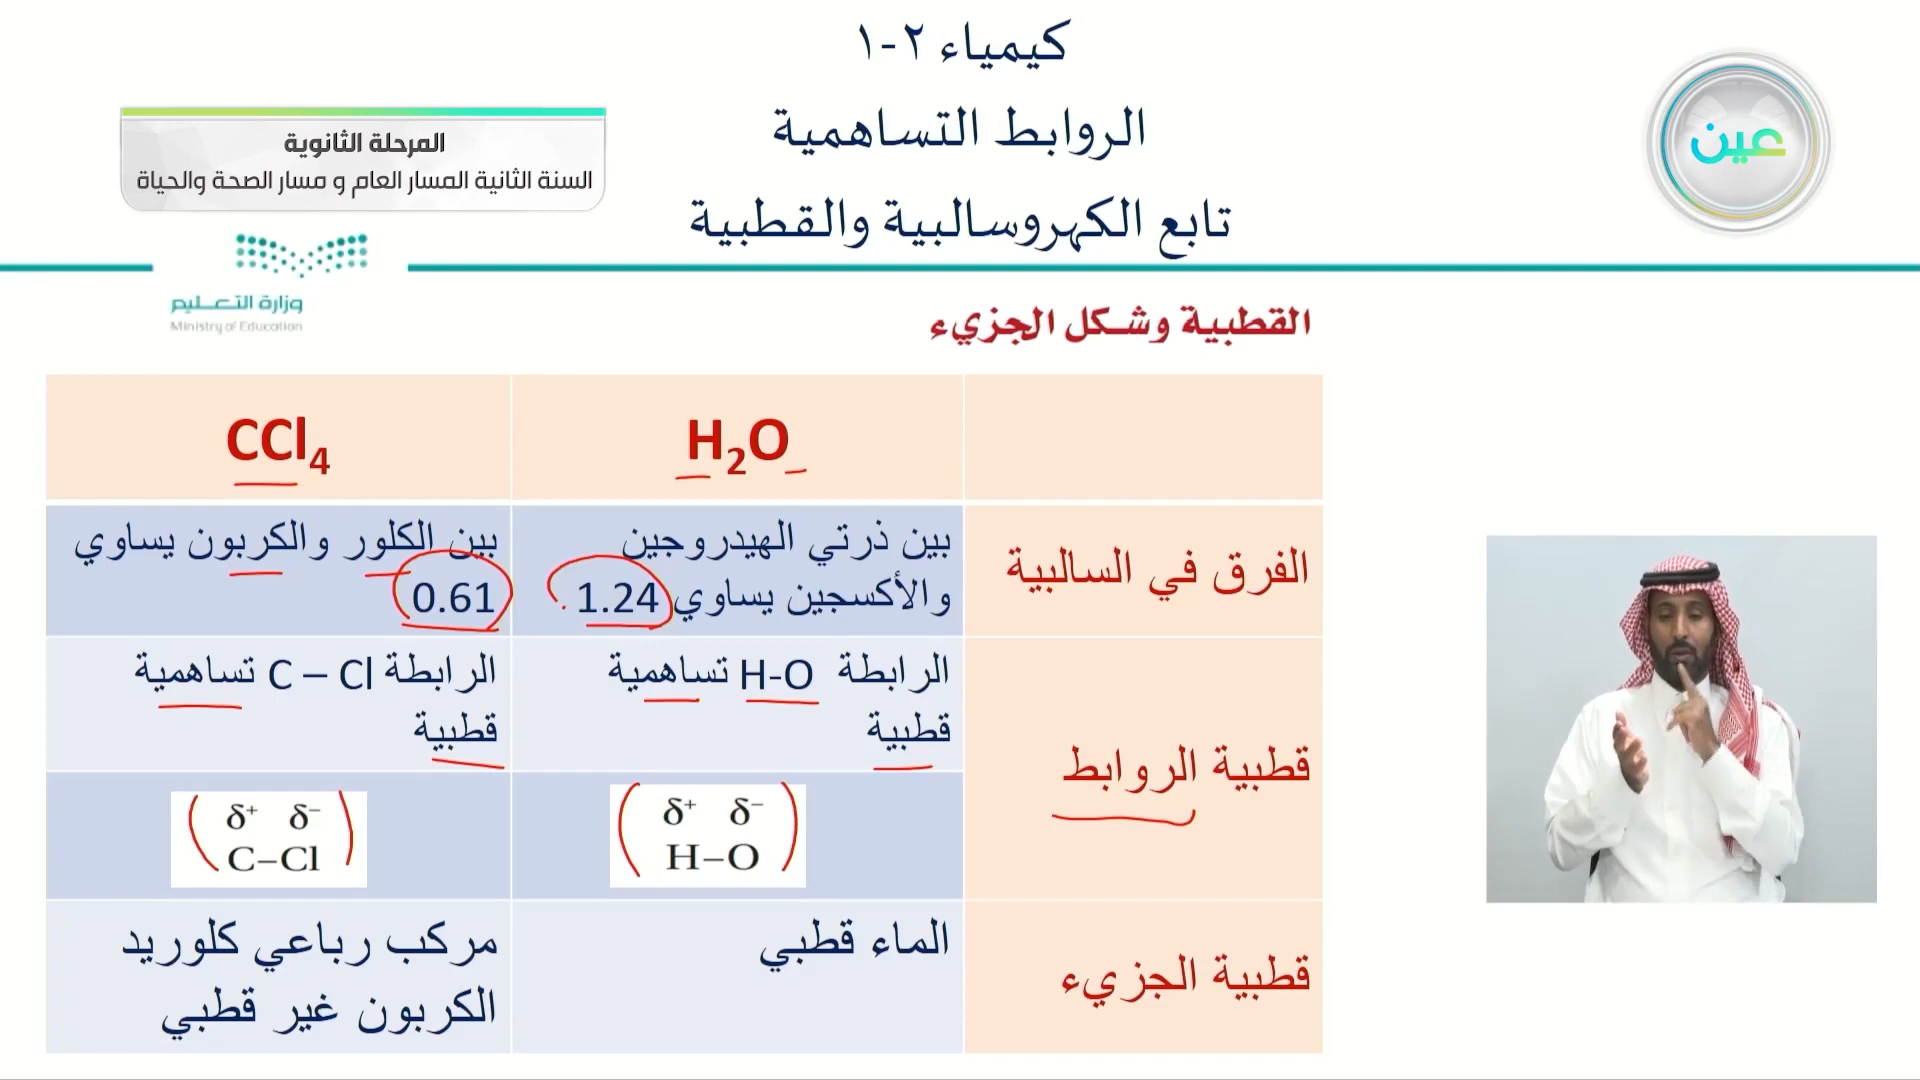 كيمياء ٢-١
الروابط التساهمية
تابع الكهروسالبية والقطبية
المرحلة الثانوية
السنة الثانية المسار العام و مسار الصحة والحياة
عين
وزارة التعليم
Ministry of Education
القطبية وشكل الجزيء
H₂O
CCl₄
الفرق في السالبية
بين ذرتي الهيدروجين
والأكسجين يساوي 1.24
بين الكلور والكربون يساوي
0.61
قطبية الروابط
الرابطة H-O تساهمية
قطبية
الرابطة C – Cl تساهمية
قطبية
δ⁺ δ⁻
H–O
δ⁺ δ⁻
C–Cl
قطبية الجزيء
الماء قطبي
مركب رباعي كلوريد
الكربون غير قطبي